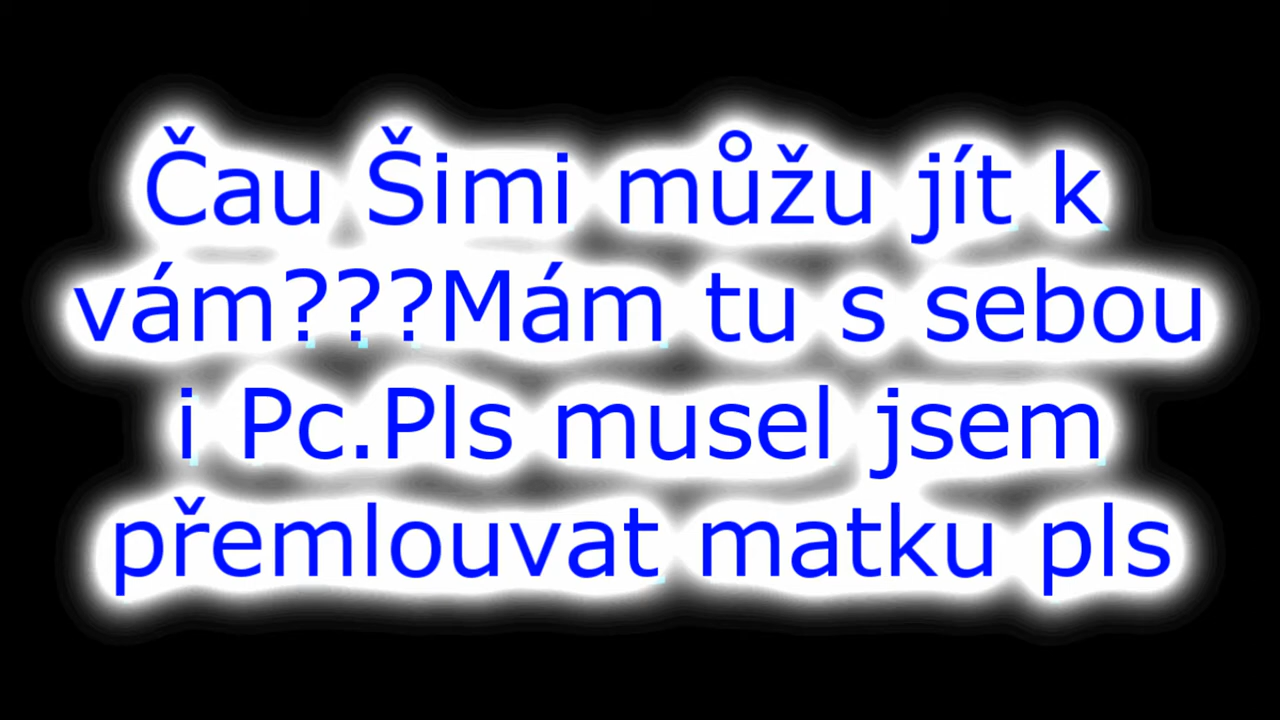 Čau Šimi můžu jít k
vám???Mám tu s sebou
i Pc.Pls musel jsem
přemlouvat matku pls